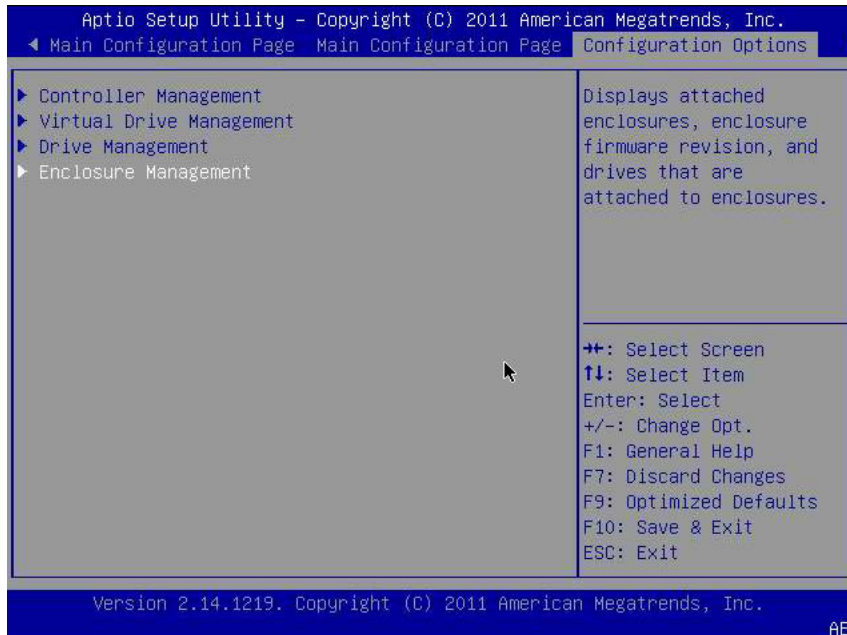 Aptio Setup Utility – Copyright (C) 2011 American Megatrends, Inc.
Main Configuration Page Main Configuration Page Configuration Options
Controller Management
Virtual Drive Management
Drive Management
Enclosure Management
Displays attached
enclosures, enclosure
firmware revision, and
drives that are
attached to enclosures.
→←: Select Screen
↑↓: Select Item
Enter: Select
+/-: Change Opt.
F1: General Help
F7: Discard Changes
F9: Optimized Defaults
F10: Save & Exit
ESC: Exit
Version 2.14.1219. Copyright (C) 2011 American Megatrends, Inc.